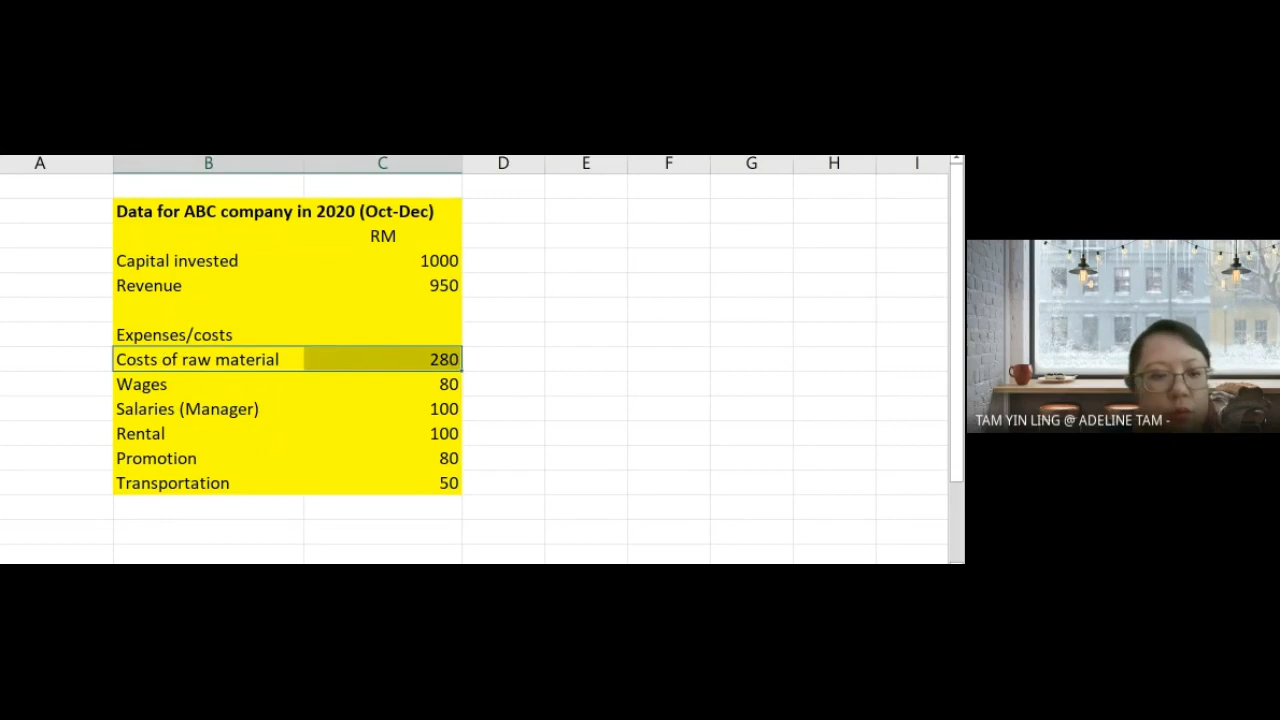 A B C D E F G H I
Data for ABC company in 2020 (Oct-Dec)
RM
Capital invested 1000
Revenue 950
Expenses/costs
Costs of raw material 280
Wages 80
Salaries (Manager) 100
Rental 100
Promotion 80
Transportation 50
TAM YIN LING @ ADELINE TAM -